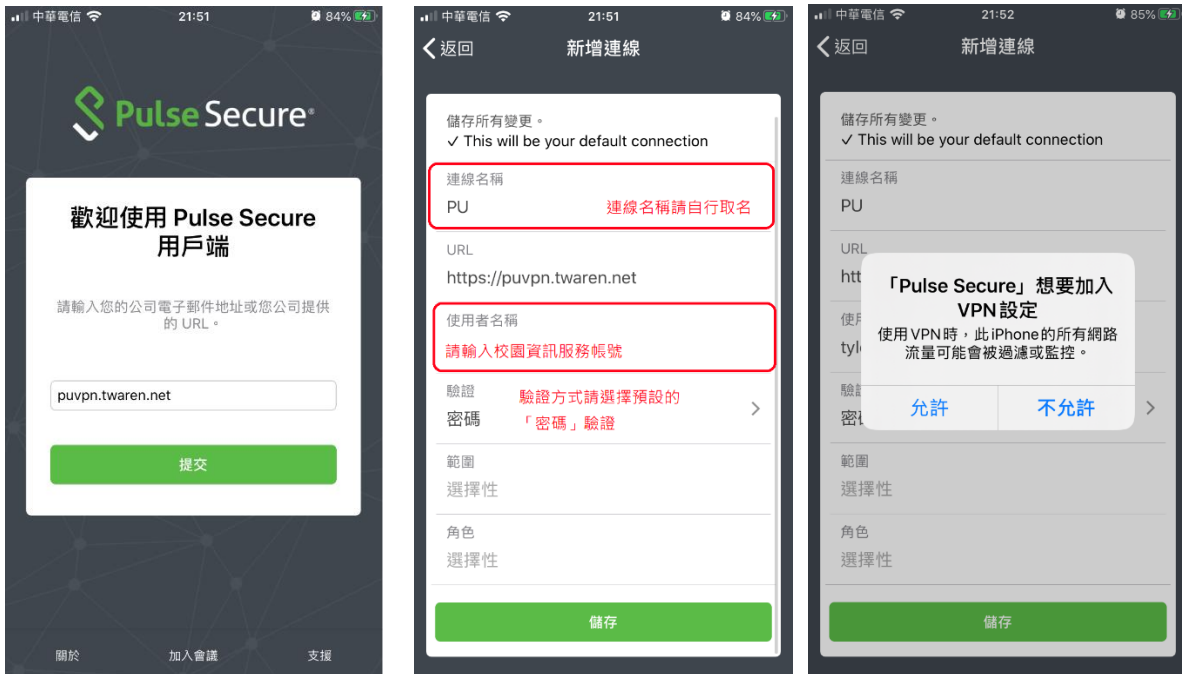 中華電信
21:51
84%
Pulse Secure®
歡迎使用 Pulse Secure
用戶端
請輸入您的公司電子郵件地址或您公司提供
的 URL。
puvpn.twaren.net
提交
關於
加入會議
支援
中華電信
21:51
84%
返回
新增連線
儲存所有變更。
✓ This will be your default connection
連線名稱
PU
連線名稱請自行取名
URL
https://puvpn.twaren.net
使用者名稱
請輸入校園資訊服務帳號
驗證
密碼
驗證方式請選擇預設的
「密碼」驗證
範圍
選擇性
角色
選擇性
儲存
中華電信
21:52
85%
返回
新增連線
儲存所有變更。
✓ This will be your default connection
連線名稱
PU
URL
htt
「Pulse Secure」想要加入
VPN 設定
使用 VPN 時，此 iPhone 的所有網路
流量可能會被過濾或監控。
允許
不允許
範圍
選擇性
角色
選擇性
儲存